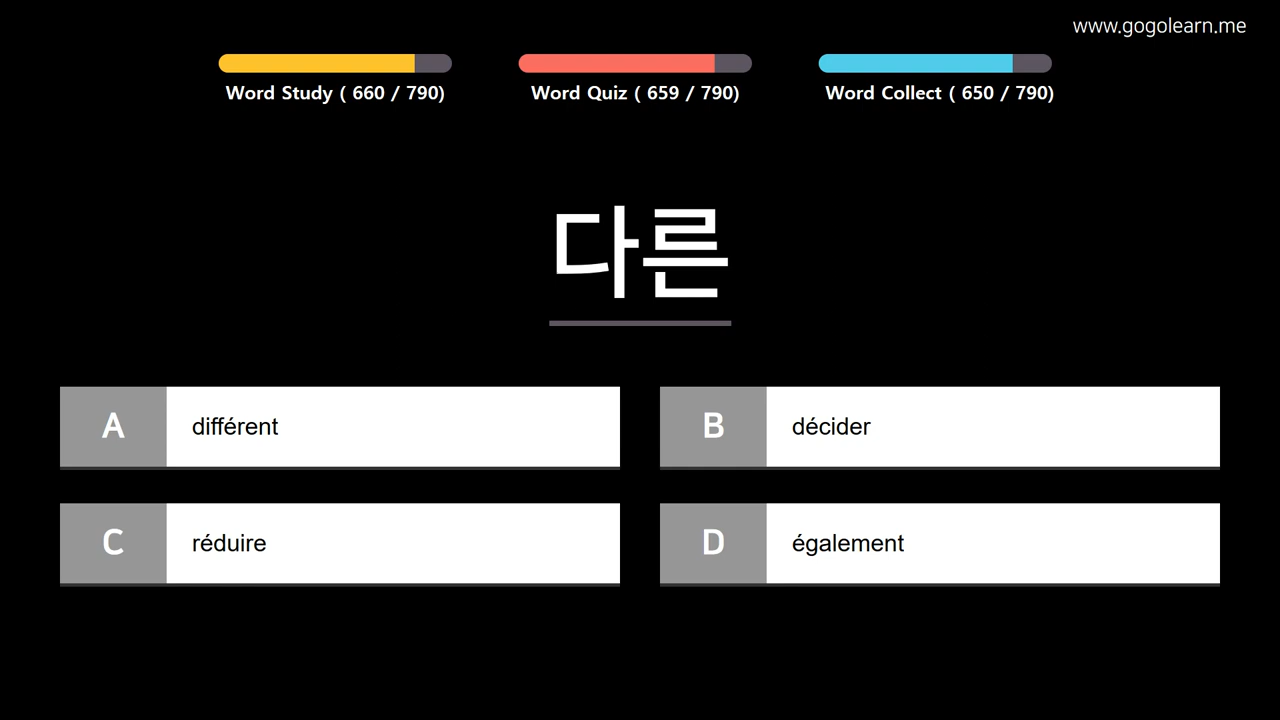 www.gogolearn.me
Word Study ( 660 / 790)
Word Quiz ( 659 / 790)
Word Collect ( 650 / 790)
다른
A différent
B décider
C réduire
D également